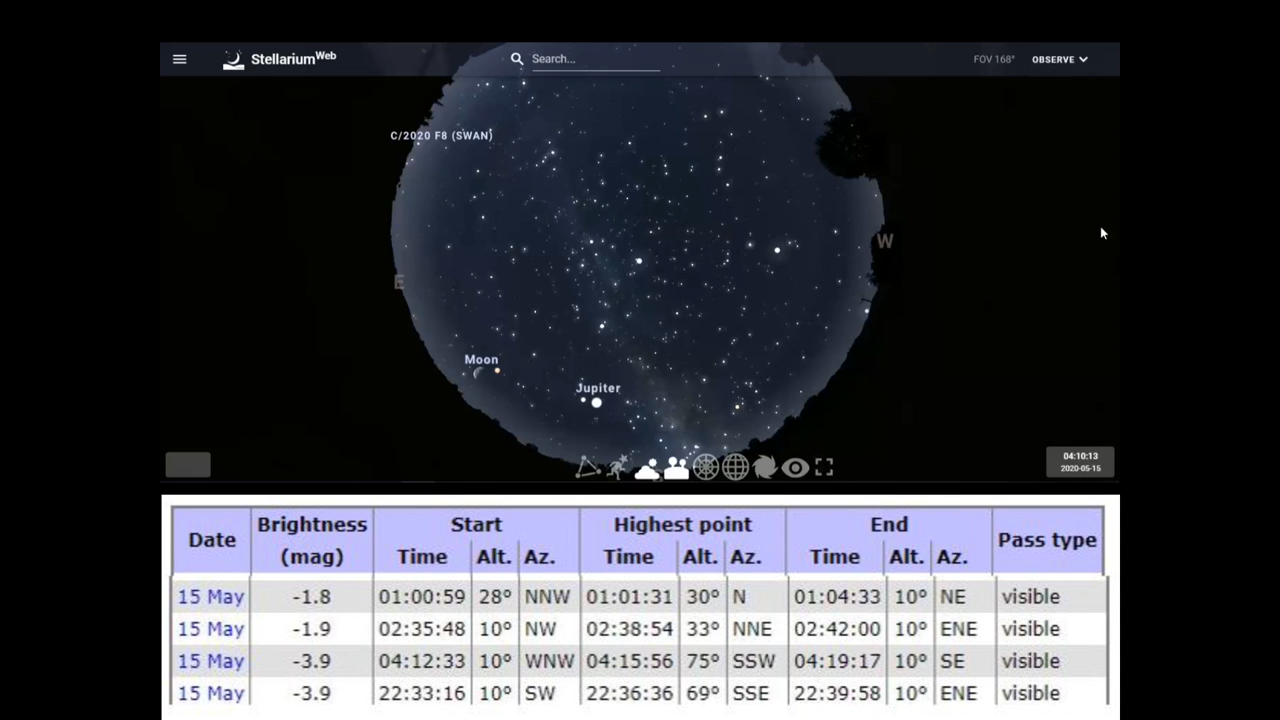 StellariumWeb Search... FOV 168° OBSERVE
C/2020 F8 (SWAN)
W
E
Moon
Jupiter
04:10:13
2020-05-15
Date Brightness (mag) Start Highest point End Pass type
Time Alt. Az. Time Alt. Az. Time Alt. Az.
15 May -1.8 01:00:59 28° NNW 01:01:31 30° N 01:04:33 10° NE visible
15 May -1.9 02:35:48 10° NW 02:38:54 33° NNE 02:42:00 10° ENE visible
15 May -3.9 04:12:33 10° WNW 04:15:56 75° SSW 04:19:17 10° SE visible
15 May -3.9 22:33:16 10° SW 22:36:36 69° SSE 22:39:58 10° ENE visible